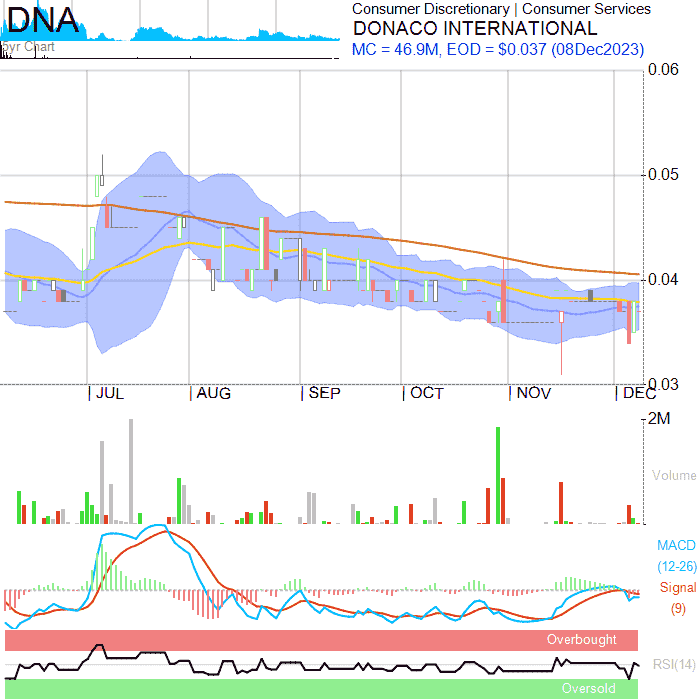 DNA
5yr Chart
Consumer Discretionary | Consumer Services
DONACO INTERNATIONAL
MC = 46.9M, EOD = $0.037 (08Dec2023)
0.06
0.05
0.04
0.03
JUL
AUG
SEP
OCT
NOV
DEC
2M
Volume
MACD
(12-26)
Signal
(9)
Overbought
RSI(14)
Oversold